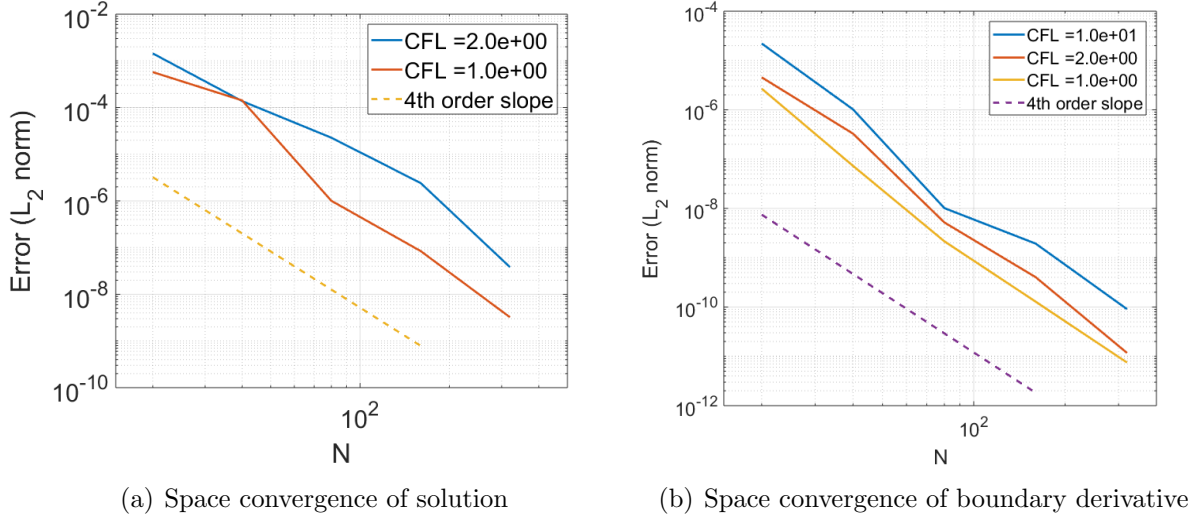 10^-2
10^-4
10^-6
10^-8
10^-10
Error (L_2 norm)
CFL =2.0e+00
CFL =1.0e+00
4th order slope
10^2
N
(a) Space convergence of solution
10^-4
10^-6
10^-8
10^-10
10^-12
Error (L_2 norm)
CFL =1.0e+01
CFL =2.0e+00
CFL =1.0e+00
4th order slope
10^2
N
(b) Space convergence of boundary derivative